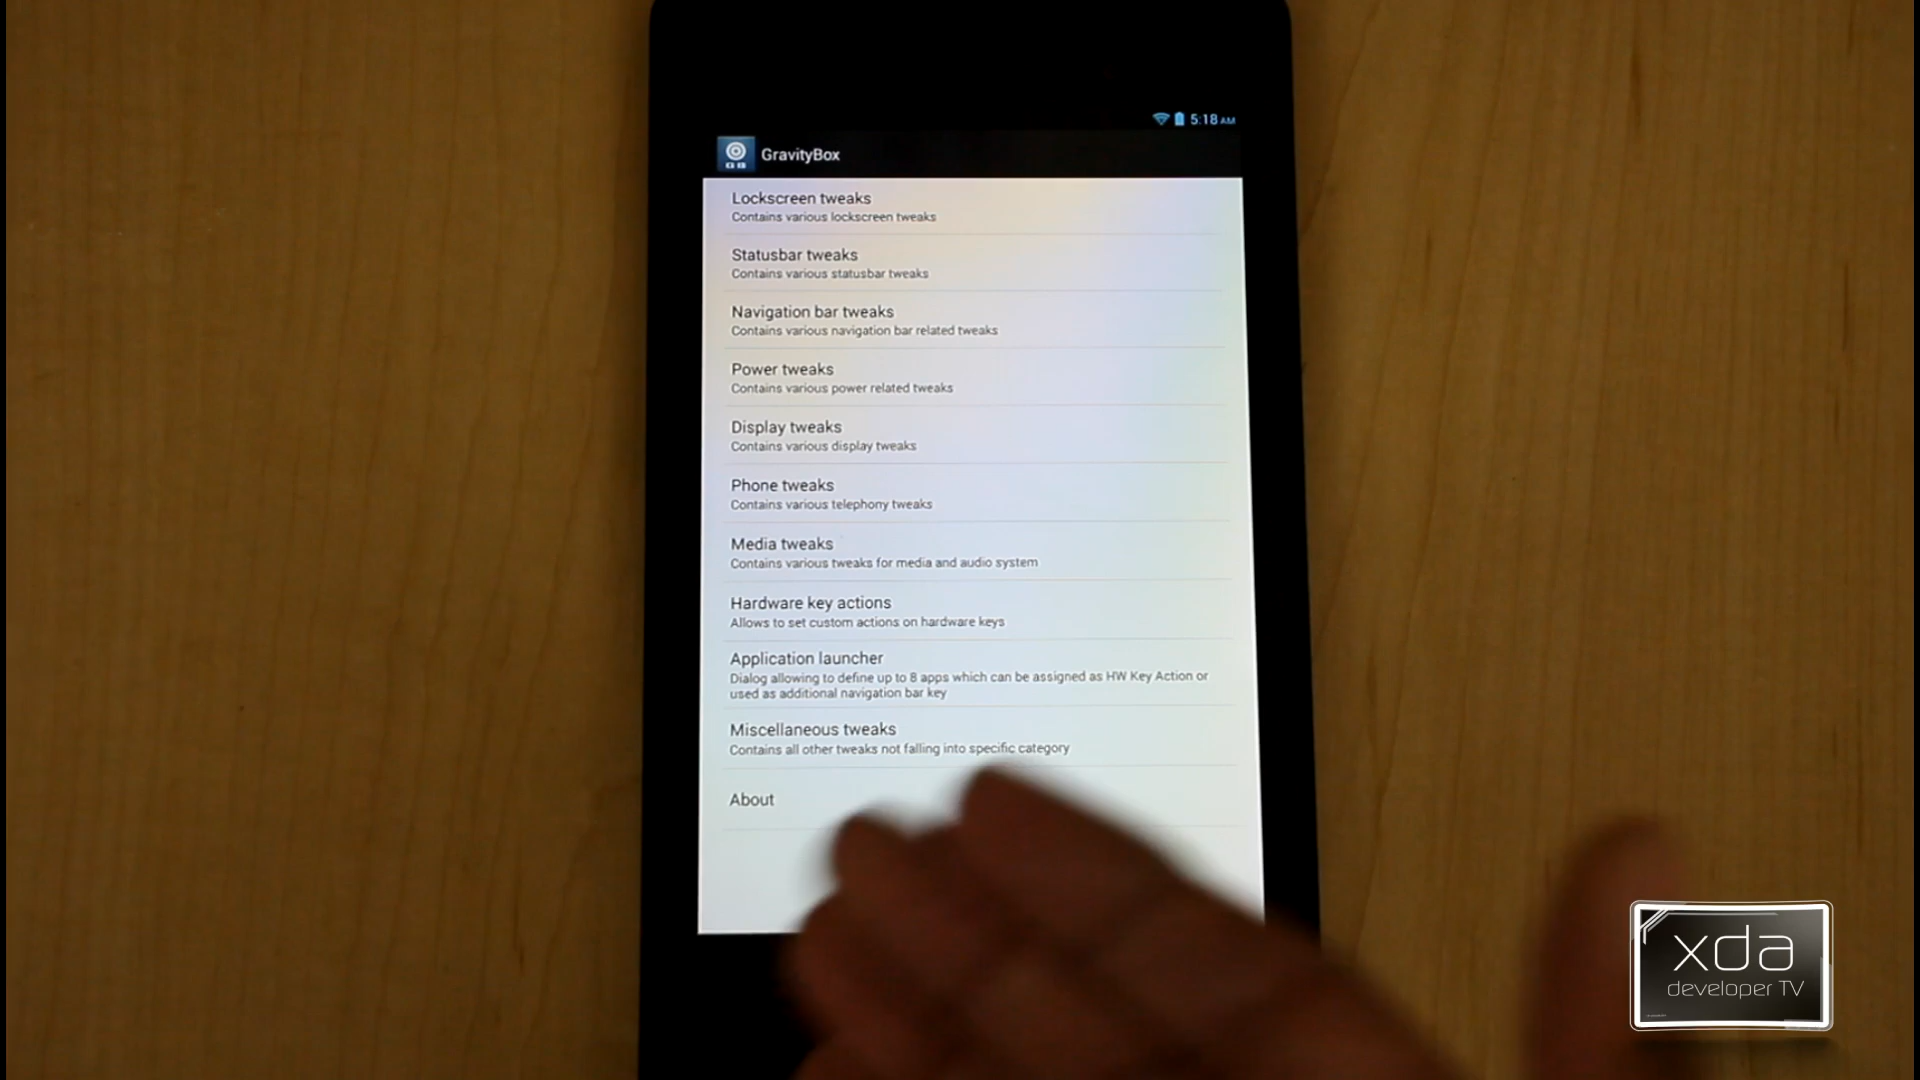 5:18 AM
GravityBox
Lockscreen tweaks
Contains various lockscreen tweaks
Statusbar tweaks
Contains various statusbar tweaks
Navigation bar tweaks
Contains various navigation bar related tweaks
Power tweaks
Contains various power related tweaks
Display tweaks
Contains various display tweaks
Phone tweaks
Contains various telephony tweaks
Media tweaks
Contains various tweaks for media and audio system
Hardware key actions
Allows to set custom actions on hardware keys
Application launcher
Dialog allowing to define up to 8 apps which can be assigned as HW Key Action or
used as additional navigation bar key
Miscellaneous tweaks
Contains all other tweaks not falling into specific category
About
xda
developer TV